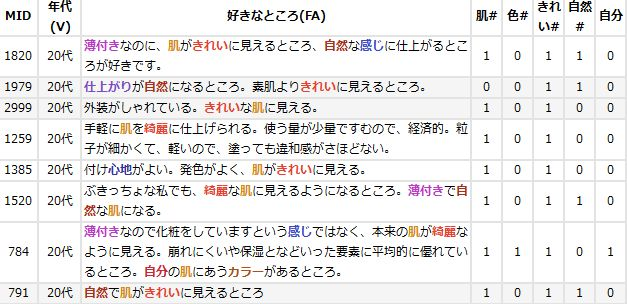 MID 年代(V) 好きなところ(FA) 肌# 色# きれい# 自然# 自分
1820 20代 薄付きなのに、肌がきれいに見えるところ、自然な感じに仕上がるところが好きです。 1 0 1 1 0
1979 20代 仕上がりが自然になるところ。素肌よりきれいに見えるところ。 0 0 1 1 0
2999 20代 外装がしゃれている。きれいな肌に見える。 1 0 1 0 0
1259 20代 手軽に肌を綺麗に仕上げられる。使う量が少量ですむので、経済的。粒子が細かくて、軽いので、塗っても違和感がさほどない。 1 0 1 0 0
1385 20代 付け心地がよい。発色がよく、肌がきれいに見える。 1 0 1 0 0
1520 20代 ぶきっちょな私でも、綺麗な肌に見えるようになるところ。薄付きで自然な肌になる。 1 0 1 1 0
784 20代 薄付きなので化粧をしていますという感じではなく、本来の肌が綺麗なように見える。崩れにくいや保湿となどいった要素に平均的に優れているところ。自分の肌にあうカラーがあるところ。 1 1 1 0 1
791 20代 自然で肌がきれいに見えるところ 1 0 1 1 0